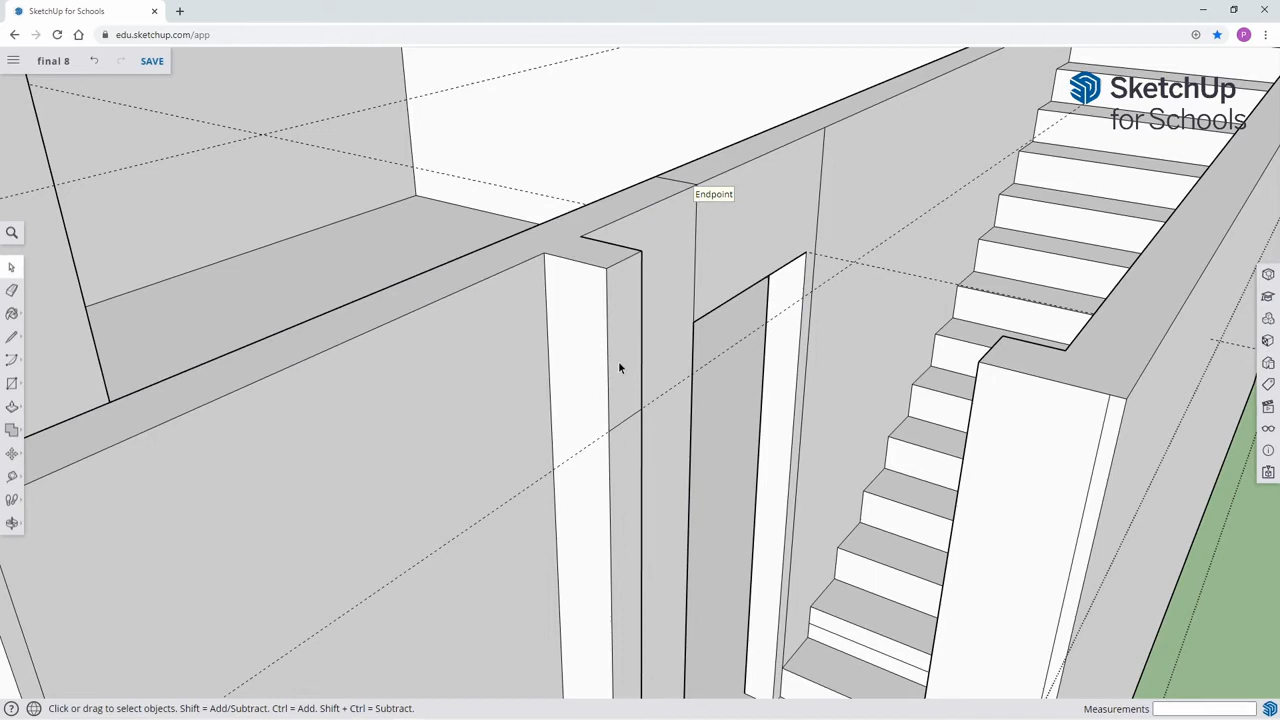 SketchUp for Schools
edu.sketchup.com/app
P
final 8
SAVE
SketchUp
for Schools
Endpoint
Click or drag to select objects. Shift = Add/Subtract. Ctrl = Add. Shift + Ctrl = Subtract.
Measurements